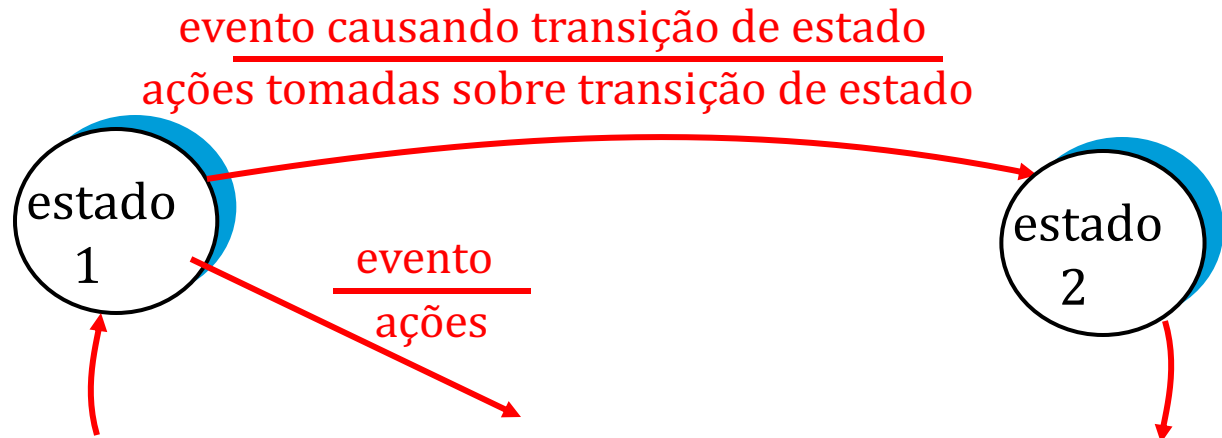 evento causando transição de estado
ações tomadas sobre transição de estado
estado
1
evento
ações
estado
2